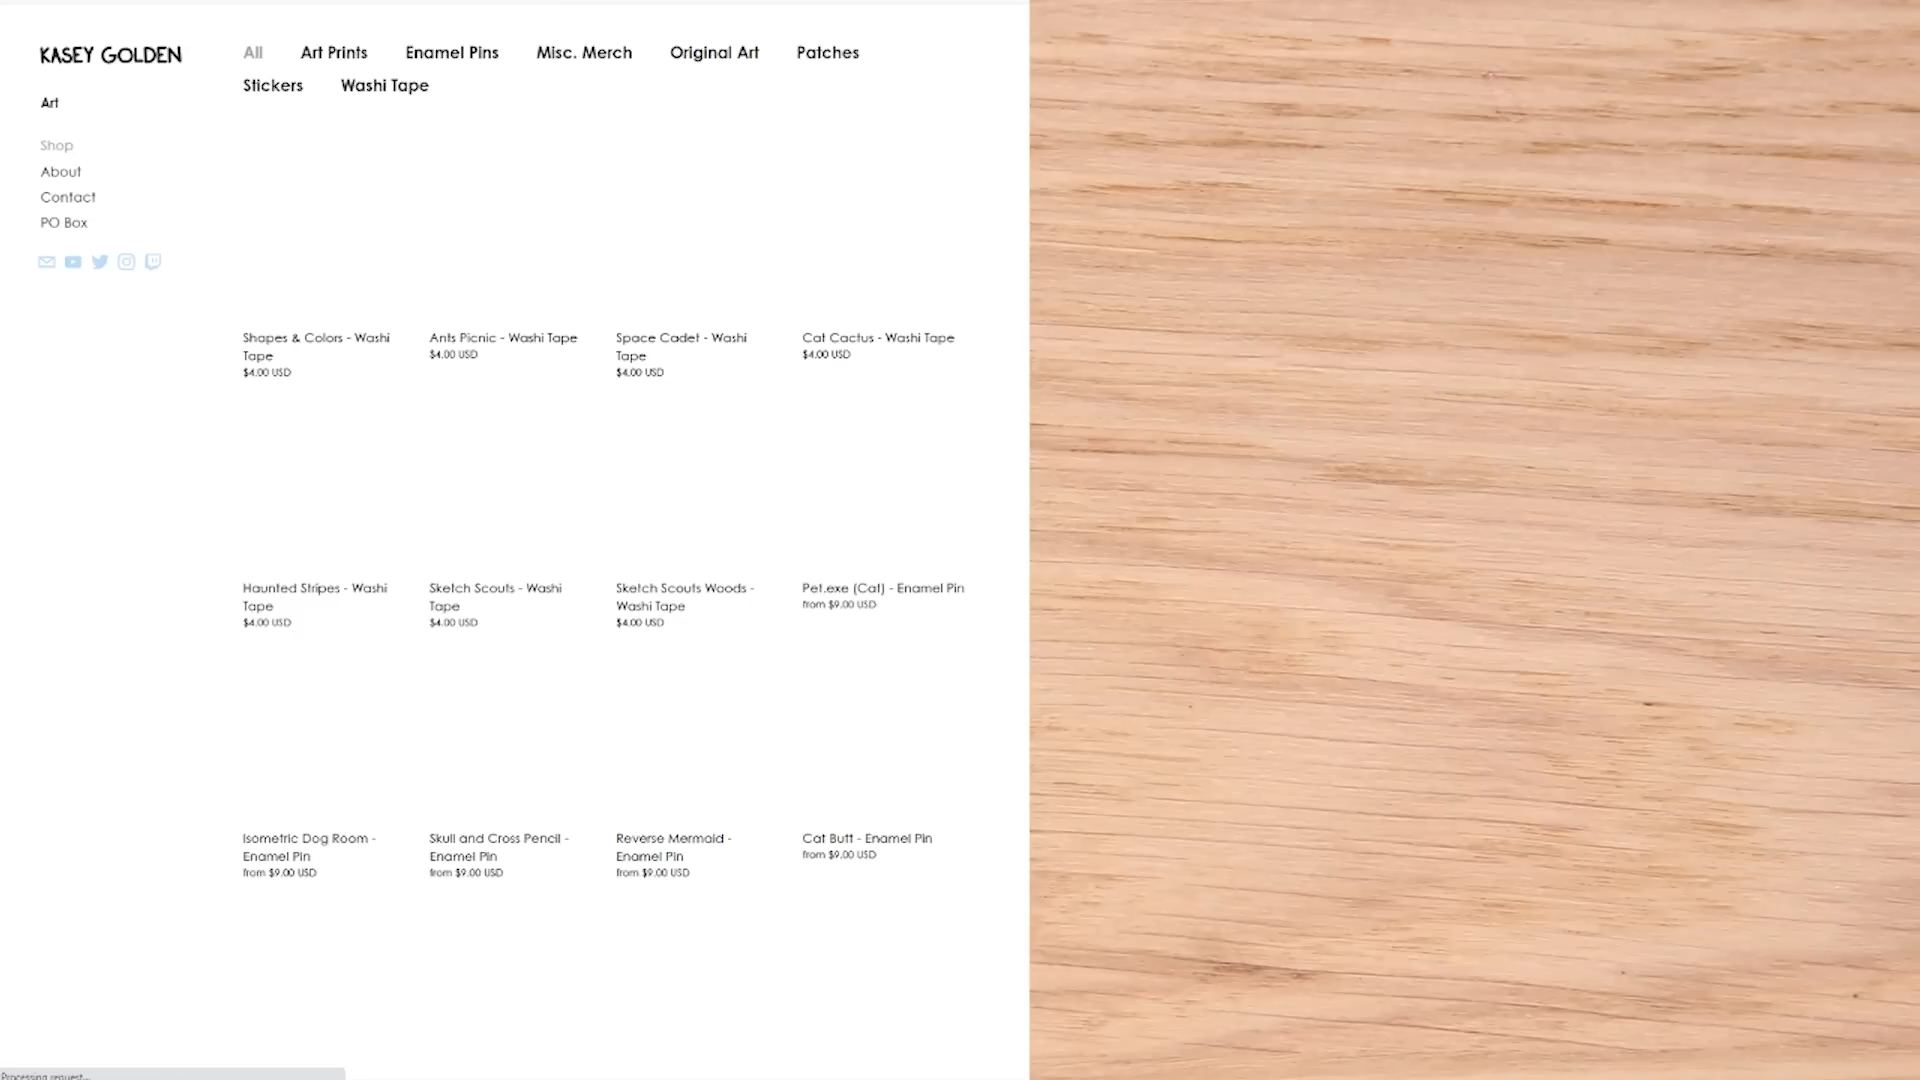 KASEY GOLDEN
Art
Shop
About
Contact
PO Box
All Art Prints Enamel Pins Misc. Merch Original Art Patches
Stickers Washi Tape
Shapes & Colors - Washi
Tape
$4.00 USD
Ants Picnic - Washi Tape
$4.00 USD
Space Cadet - Washi
Tape
$4.00 USD
Cat Cactus - Washi Tape
$4.00 USD
Haunted Stripes - Washi
Tape
$4.00 USD
Sketch Scouts - Washi
Tape
$4.00 USD
Sketch Scouts Woods -
Washi Tape
$4.00 USD
Pet.exe (Cat) - Enamel Pin
from $9.00 USD
Isometric Dog Room -
Enamel Pin
from $9.00 USD
Skull and Cross Pencil -
Enamel Pin
from $9.00 USD
Reverse Mermaid -
Enamel Pin
from $9.00 USD
Cat Butt - Enamel Pin
from $9.00 USD
Processing request...